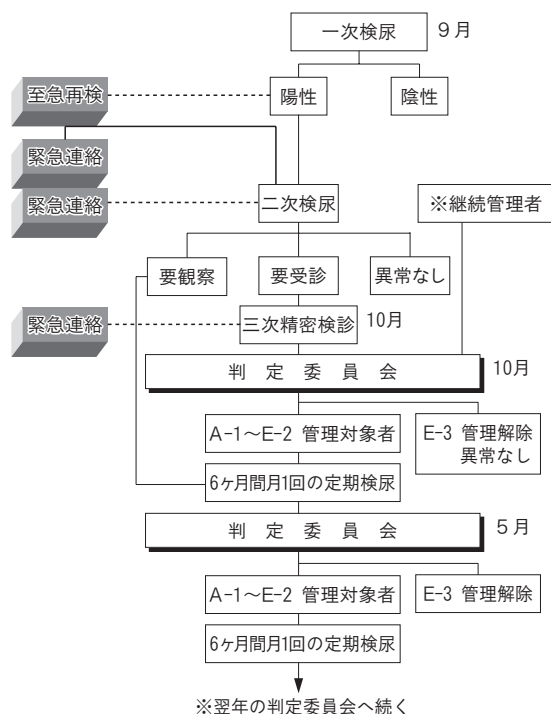 一次検尿
9月
至急再検
陽性
陰性
緊急連絡
緊急連絡
二次検尿
※継続管理者
要観察
要受診
異常なし
緊急連絡
三次精密検診
10月
判定委員会
10月
A-1～E-2 管理対象者
E-3 管理解除
異常なし
6ヶ月間月1回の定期検尿
判定委員会
5月
A-1～E-2 管理対象者
E-3 管理解除
6ヶ月間月1回の定期検尿
※翌年の判定委員会へ続く